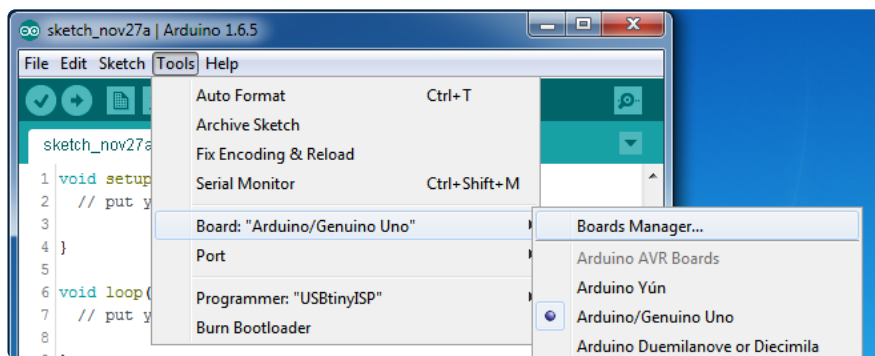 sketch_nov27a | Arduino 1.6.5
File Edit Sketch Tools Help
Auto Format Ctrl+T
Archive Sketch
sketch_nov27a
Fix Encoding & Reload
1 void setup
Serial Monitor Ctrl+Shift+M
2 // put y
3
Board: "Arduino/Genuino Uno" Boards Manager...
4 }
Port Arduino AVR Boards
5
6 void loop(
Programmer: "USBtinyISP" Arduino Yún
7 // put y
Burn Bootloader Arduino/Genuino Uno
8
Arduino Duemilanove or Diecimila